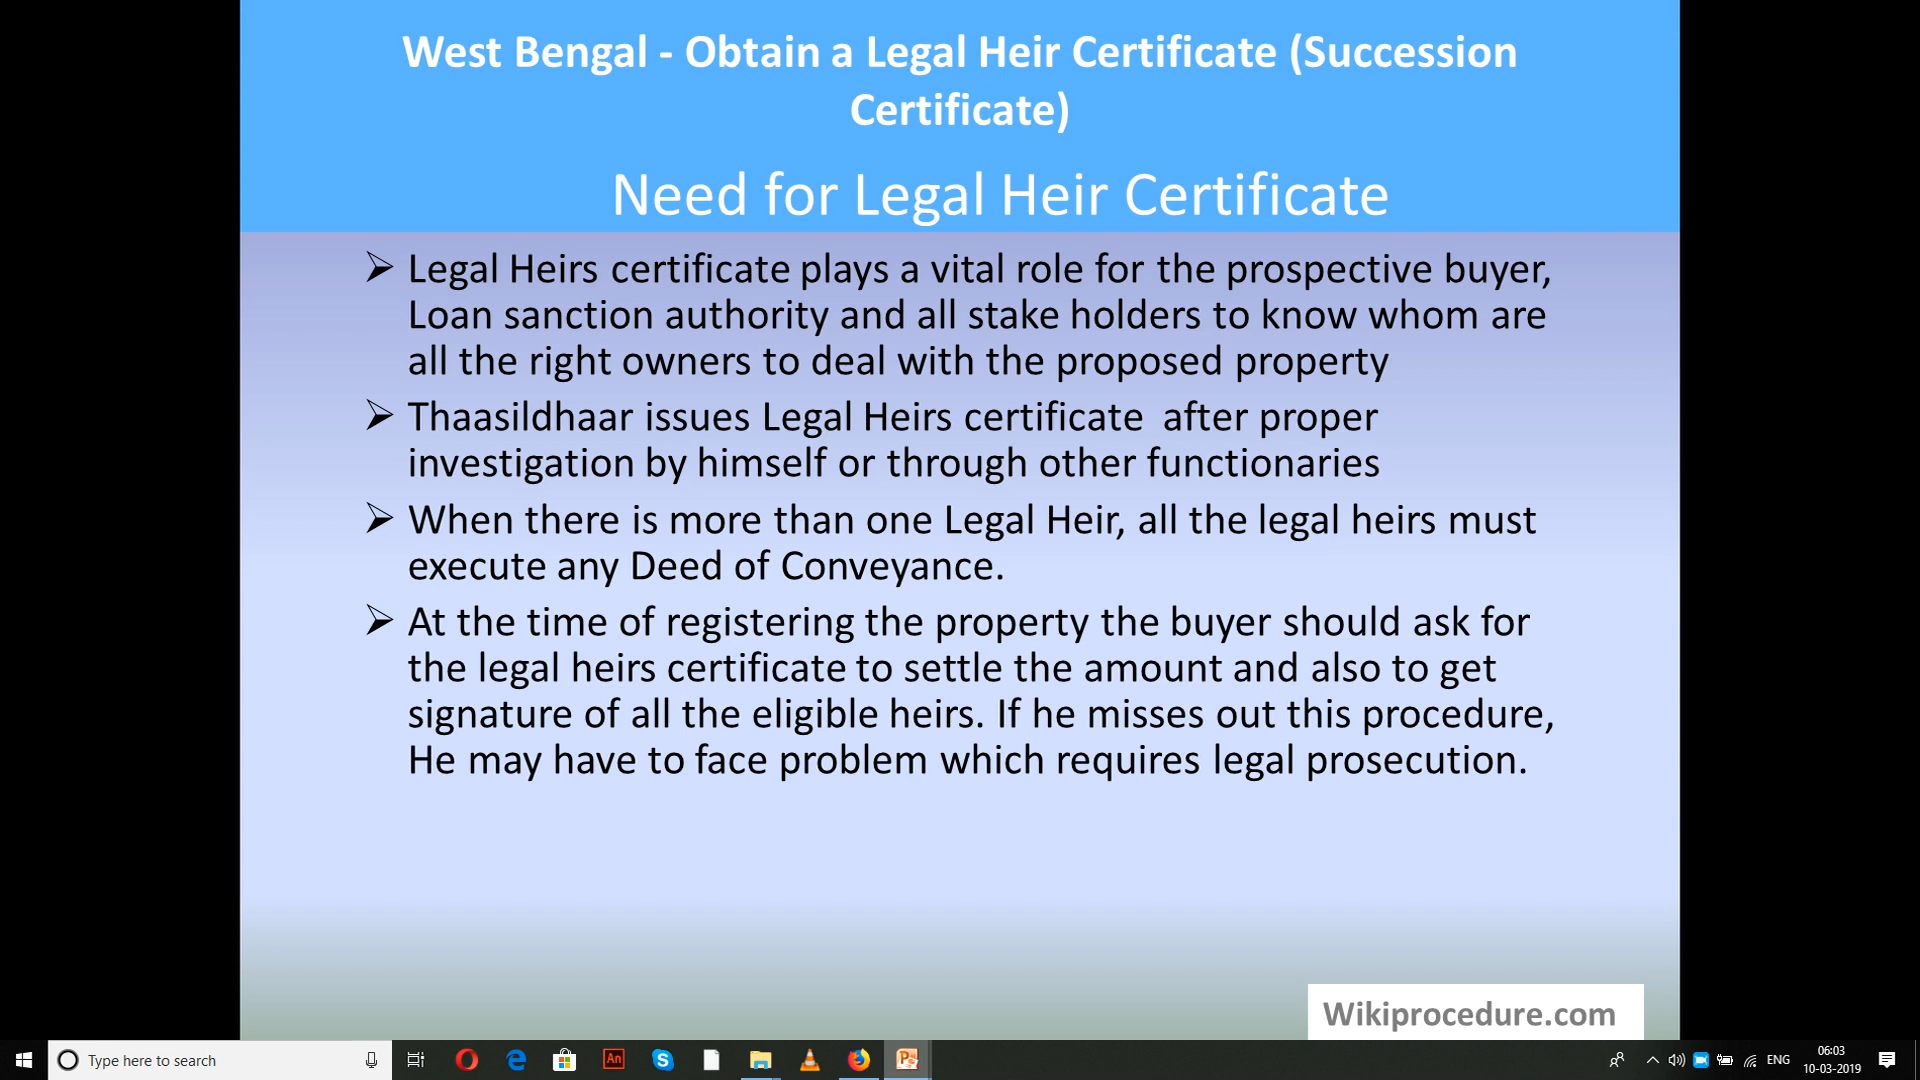 West Bengal - Obtain a Legal Heir Certificate (Succession
Certificate)
Need for Legal Heir Certificate
➢ Legal Heirs certificate plays a vital role for the prospective buyer,
Loan sanction authority and all stake holders to know whom are
all the right owners to deal with the proposed property
➢ Thaasildhaar issues Legal Heirs certificate  after proper
investigation by himself or through other functionaries
➢ When there is more than one Legal Heir, all the legal heirs must
execute any Deed of Conveyance.
➢ At the time of registering the property the buyer should ask for
the legal heirs certificate to settle the amount and also to get
signature of all the eligible heirs. If he misses out this procedure,
He may have to face problem which requires legal prosecution.
Wikiprocedure.com
Type here to search
An
ENG
06:03
10-03-2019